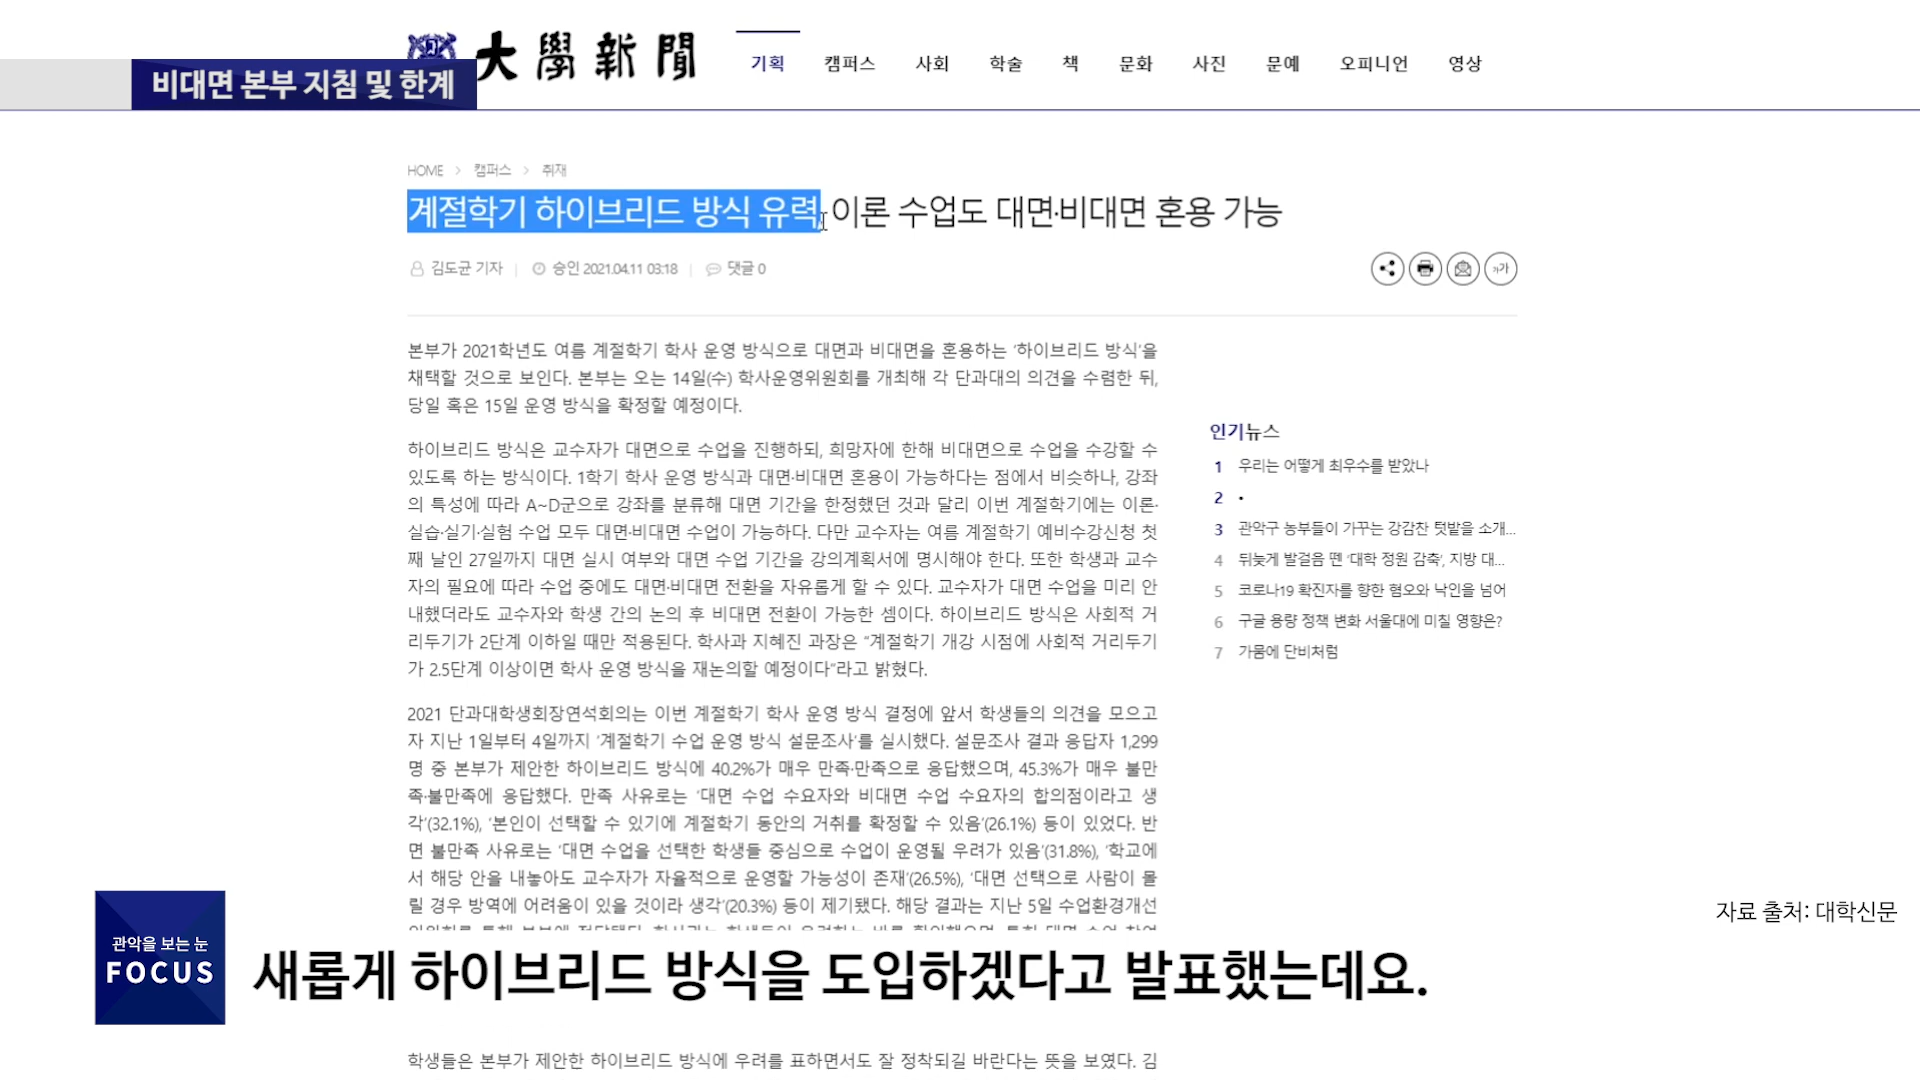 大學新聞
기획 캠퍼스 사회 학술 책 문화 사진 문예 오피니언 영상
비대면 본부 지침 및 한계
HOME > 캠퍼스 > 취재
계절학기 하이브리드 방식 유력, 이론 수업도 대면·비대면 혼용 가능
김도균 기자 | 승인 2021.04.11 03:18 | 댓글 0
가가
본부가 2021학년도 여름 계절학기 학사 운영 방식으로 대면과 비대면을 혼용하는 ‘하이브리드 방식’을
채택할 것으로 보인다. 본부는 오는 14일(수) 학사운영위원회를 개최해 각 단과대의 의견을 수렴한 뒤,
당일 혹은 15일 운영 방식을 확정할 예정이다.
하이브리드 방식은 교수자가 대면으로 수업을 진행하되, 희망자에 한해 비대면으로 수업을 수강할 수
있도록 하는 방식이다. 1학기 학사 운영 방식과 대면·비대면 혼용이 가능하다는 점에서 비슷하나, 강좌
의 특성에 따라 A~D군으로 강좌를 분류해 대면 기간을 한정했던 것과 달리 이번 계절학기에는 이론·
실습·실기·실험 수업 모두 대면·비대면 수업이 가능하다. 다만 교수자는 여름 계절학기 예비수강신청 첫
째 날인 27일까지 대면 실시 여부와 대면 수업 기간을 강의계획서에 명시해야 한다. 또한 학생과 교수
자의 필요에 따라 수업 중에도 대면·비대면 전환을 자유롭게 할 수 있다. 교수자가 대면 수업을 미리 안
내했더라도 교수자와 학생 간의 논의 후 비대면 전환이 가능한 셈이다. 하이브리드 방식은 사회적 거
리두기가 2단계 이하일 때만 적용된다. 학사과 지혜진 과장은 “계절학기 개강 시점에 사회적 거리두기
가 2.5단계 이상이면 학사 운영 방식을 재논의할 예정이다”라고 밝혔다.
2021 단과대학생회장연석회의는 이번 계절학기 학사 운영 방식 결정에 앞서 학생들의 의견을 모으고
자 지난 1일부터 4일까지 ‘계절학기 수업 운영 방식 설문조사’를 실시했다. 설문조사 결과 응답자 1,299
명 중 본부가 제안한 하이브리드 방식에 40.2%가 매우 만족·만족으로 응답했으며, 45.3%가 매우 불만
족·불만족에 응답했다. 만족 사유로는 ‘대면 수업 수요자와 비대면 수업 수요자의 합의점이라고 생
각’(32.1%), ‘본인이 선택할 수 있기에 계절학기 동안의 거취를 확정할 수 있음’(26.1%) 등이 있었다. 반
면 불만족 사유로는 ‘대면 수업을 선택한 학생들 중심으로 수업이 운영될 우려가 있음’(31.8%), ‘학교에
서 해당 안을 내놓아도 교수자가 자율적으로 운영할 가능성이 존재’(26.5%), ‘대면 선택으로 사람이 몰
릴 경우 방역에 어려움이 있을 것이라 생각’(20.3%) 등이 제기됐다. 해당 결과는 지난 5일 수업환경개선
인기뉴스
1 우리는 어떻게 최우수를 받았나
2 •
3 관악구 농부들이 가꾸는 강감찬 텃밭을 소개...
4 뒤늦게 발걸음 뗀 ‘대학 정원 감축’, 지방 대...
5 코로나19 확진자를 향한 혐오와 낙인을 넘어
6 구글 용량 정책 변화 서울대에 미칠 영향은?
7 가뭄에 단비처럼
자료 출처: 대학신문
관악을 보는 눈
FOCUS
새롭게 하이브리드 방식을 도입하겠다고 발표했는데요.
학생들은 본부가 제안한 하이브리드 방식에 우려를 표하면서도 잘 정착되길 바란다는 뜻을 보였다. 김